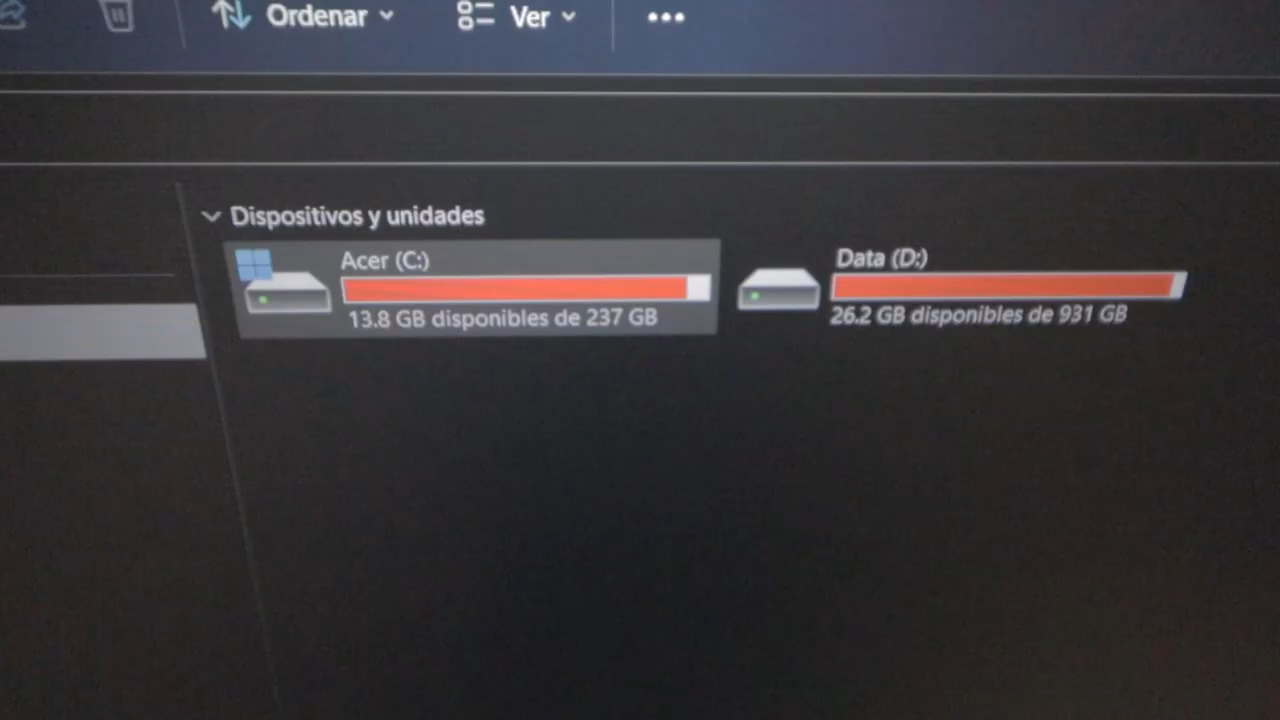 Ordenar
Ver
Dispositivos y unidades
Acer (C:)
13.8 GB disponibles de 237 GB
Data (D:)
26.2 GB disponibles de 931 GB